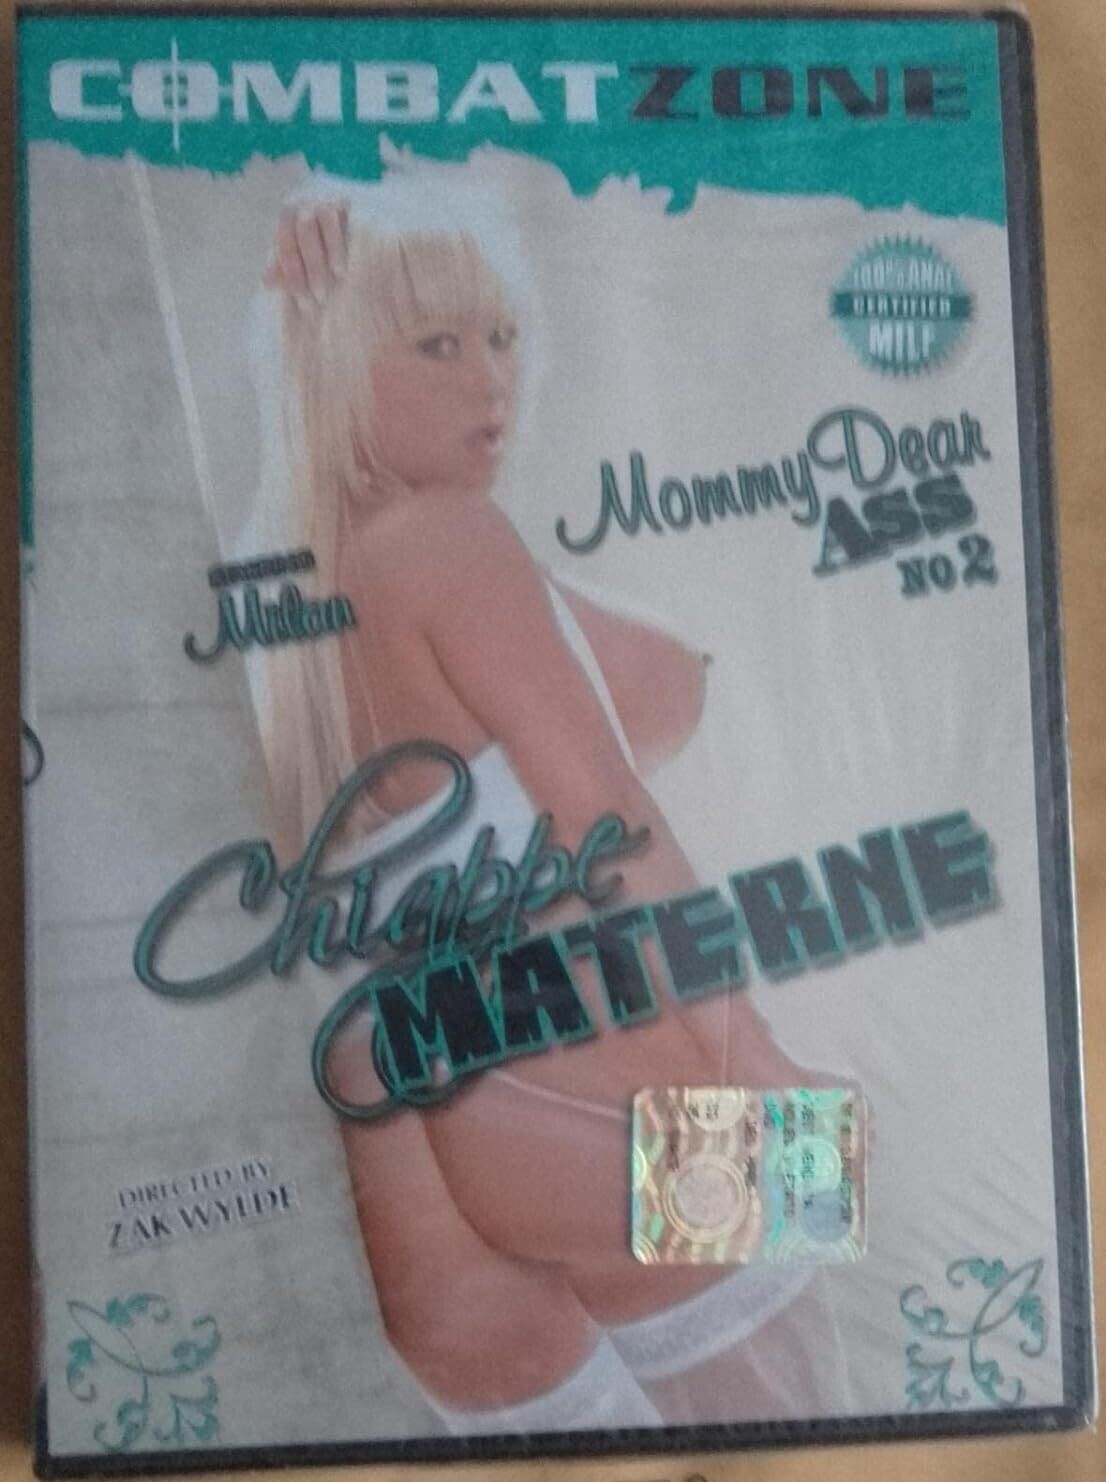 COMBATZONE
100% ANAL
CERTIFIED
MILF
Mommy Dear
ASS
No 2
Milan
Chiappe
MATERNE
DIRECTED BY
ZAK WYLDE